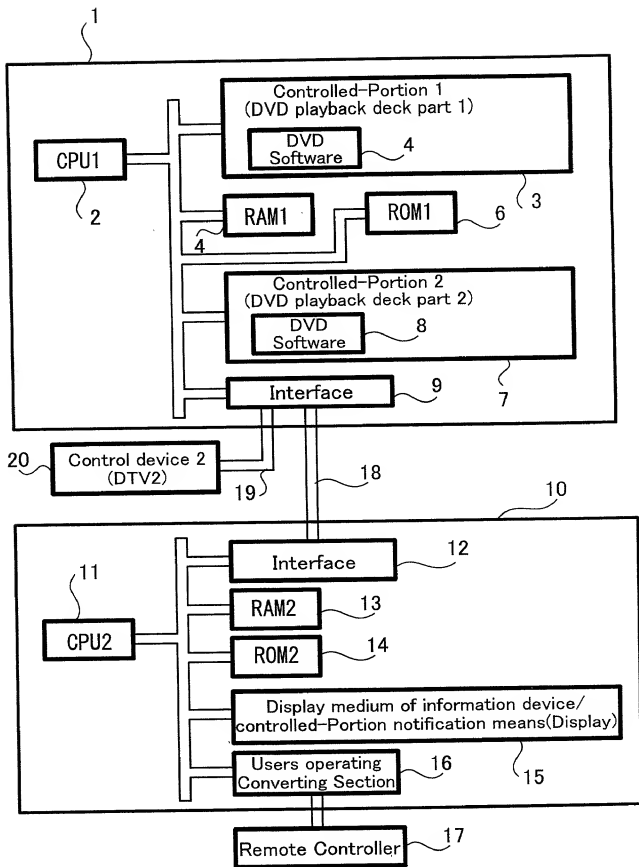 1
Controlled-Portion 1
(DVD playback deck part 1)
DVD
Software
4
CPU1
2
3
RAM1
4
ROM1
6
Controlled-Portion 2
(DVD playback deck part 2)
DVD
Software
8
7
Interface
9
20
Control device 2
(DTV2)
19
18
10
Interface
12
11
RAM2
13
CPU2
ROM2
14
Display medium of information device/
controlled-Portion notification means(Display)
15
Users operating
Converting Section
16
Remote Controller
17